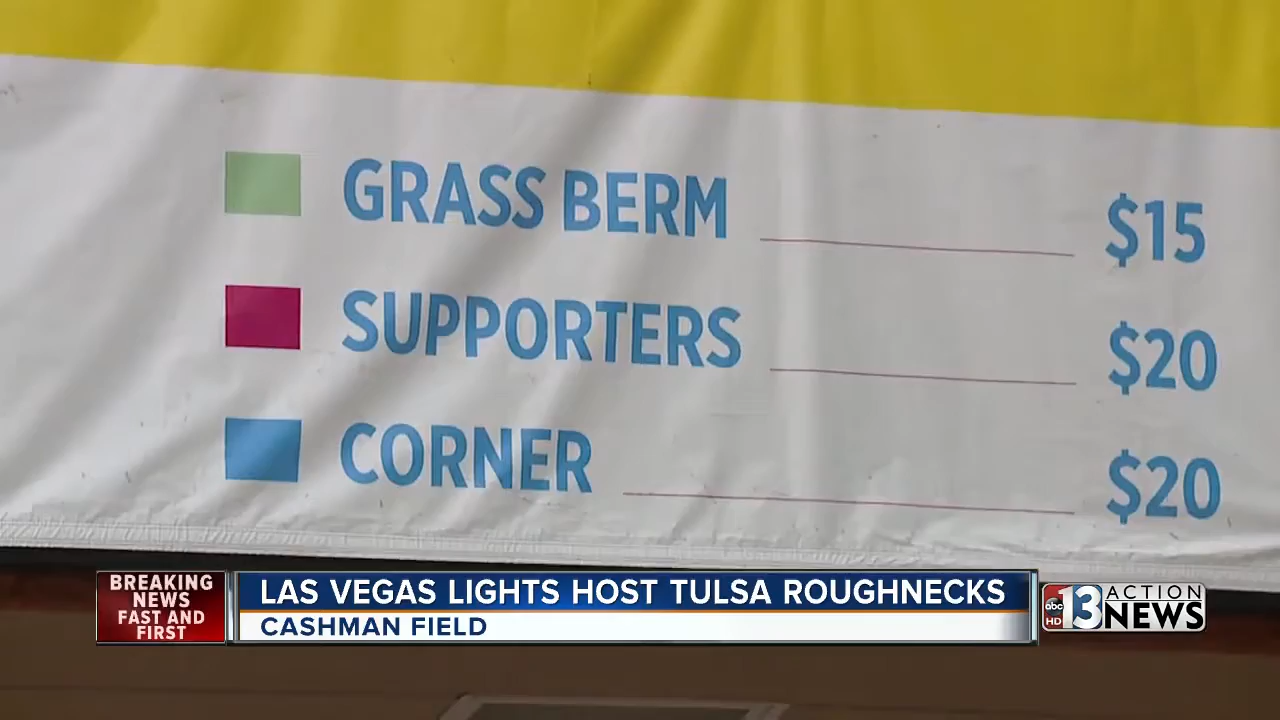 GRASS BERM $15
SUPPORTERS $20
CORNER $20
BREAKING
NEWS
FAST AND
FIRST
LAS VEGAS LIGHTS HOST TULSA ROUGHNECKS
CASHMAN FIELD
abc
HD
13
ACTION
NEWS